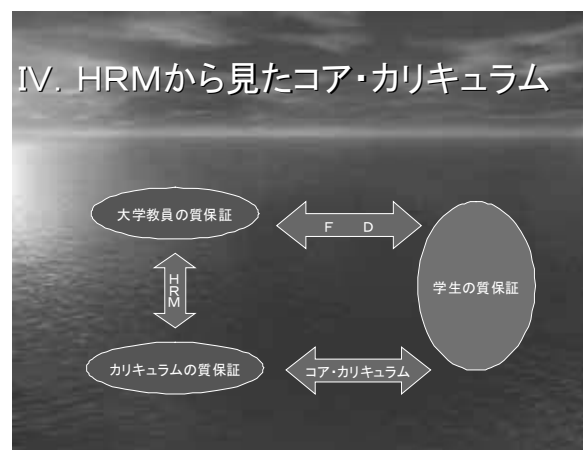 Ⅳ．ＨＲＭから見たコア・カリキュラム
大学教員の質保証
Ｆ　Ｄ
ＨＲＭ
学生の質保証
カリキュラムの質保証
コア・カリキュラム